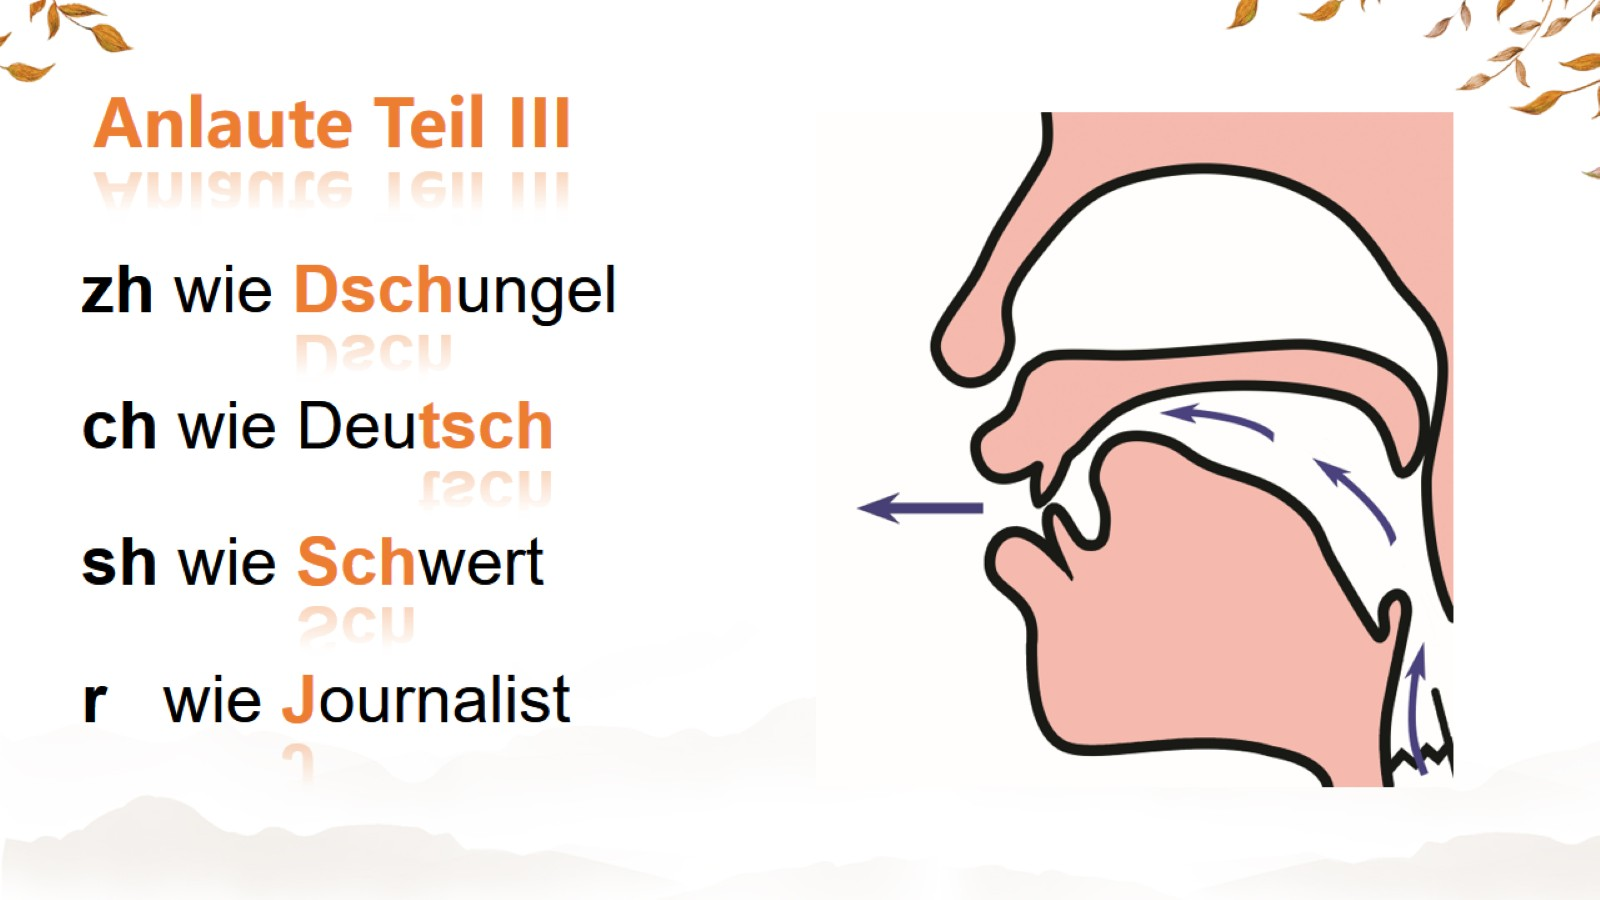 Anlaute Teil III
zh wie Dschungel
ch wie Deutsch
sh wie Schwert
r wie Journalist